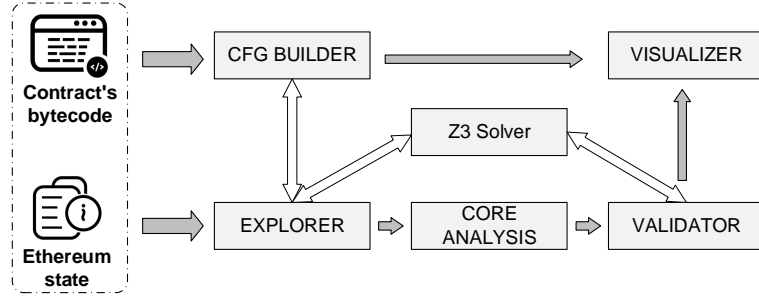 CFG BUILDER
VISUALIZER
Contract's
bytecode
Z3 Solver
EXPLORER
CORE
ANALYSIS
VALIDATOR
Ethereum
state